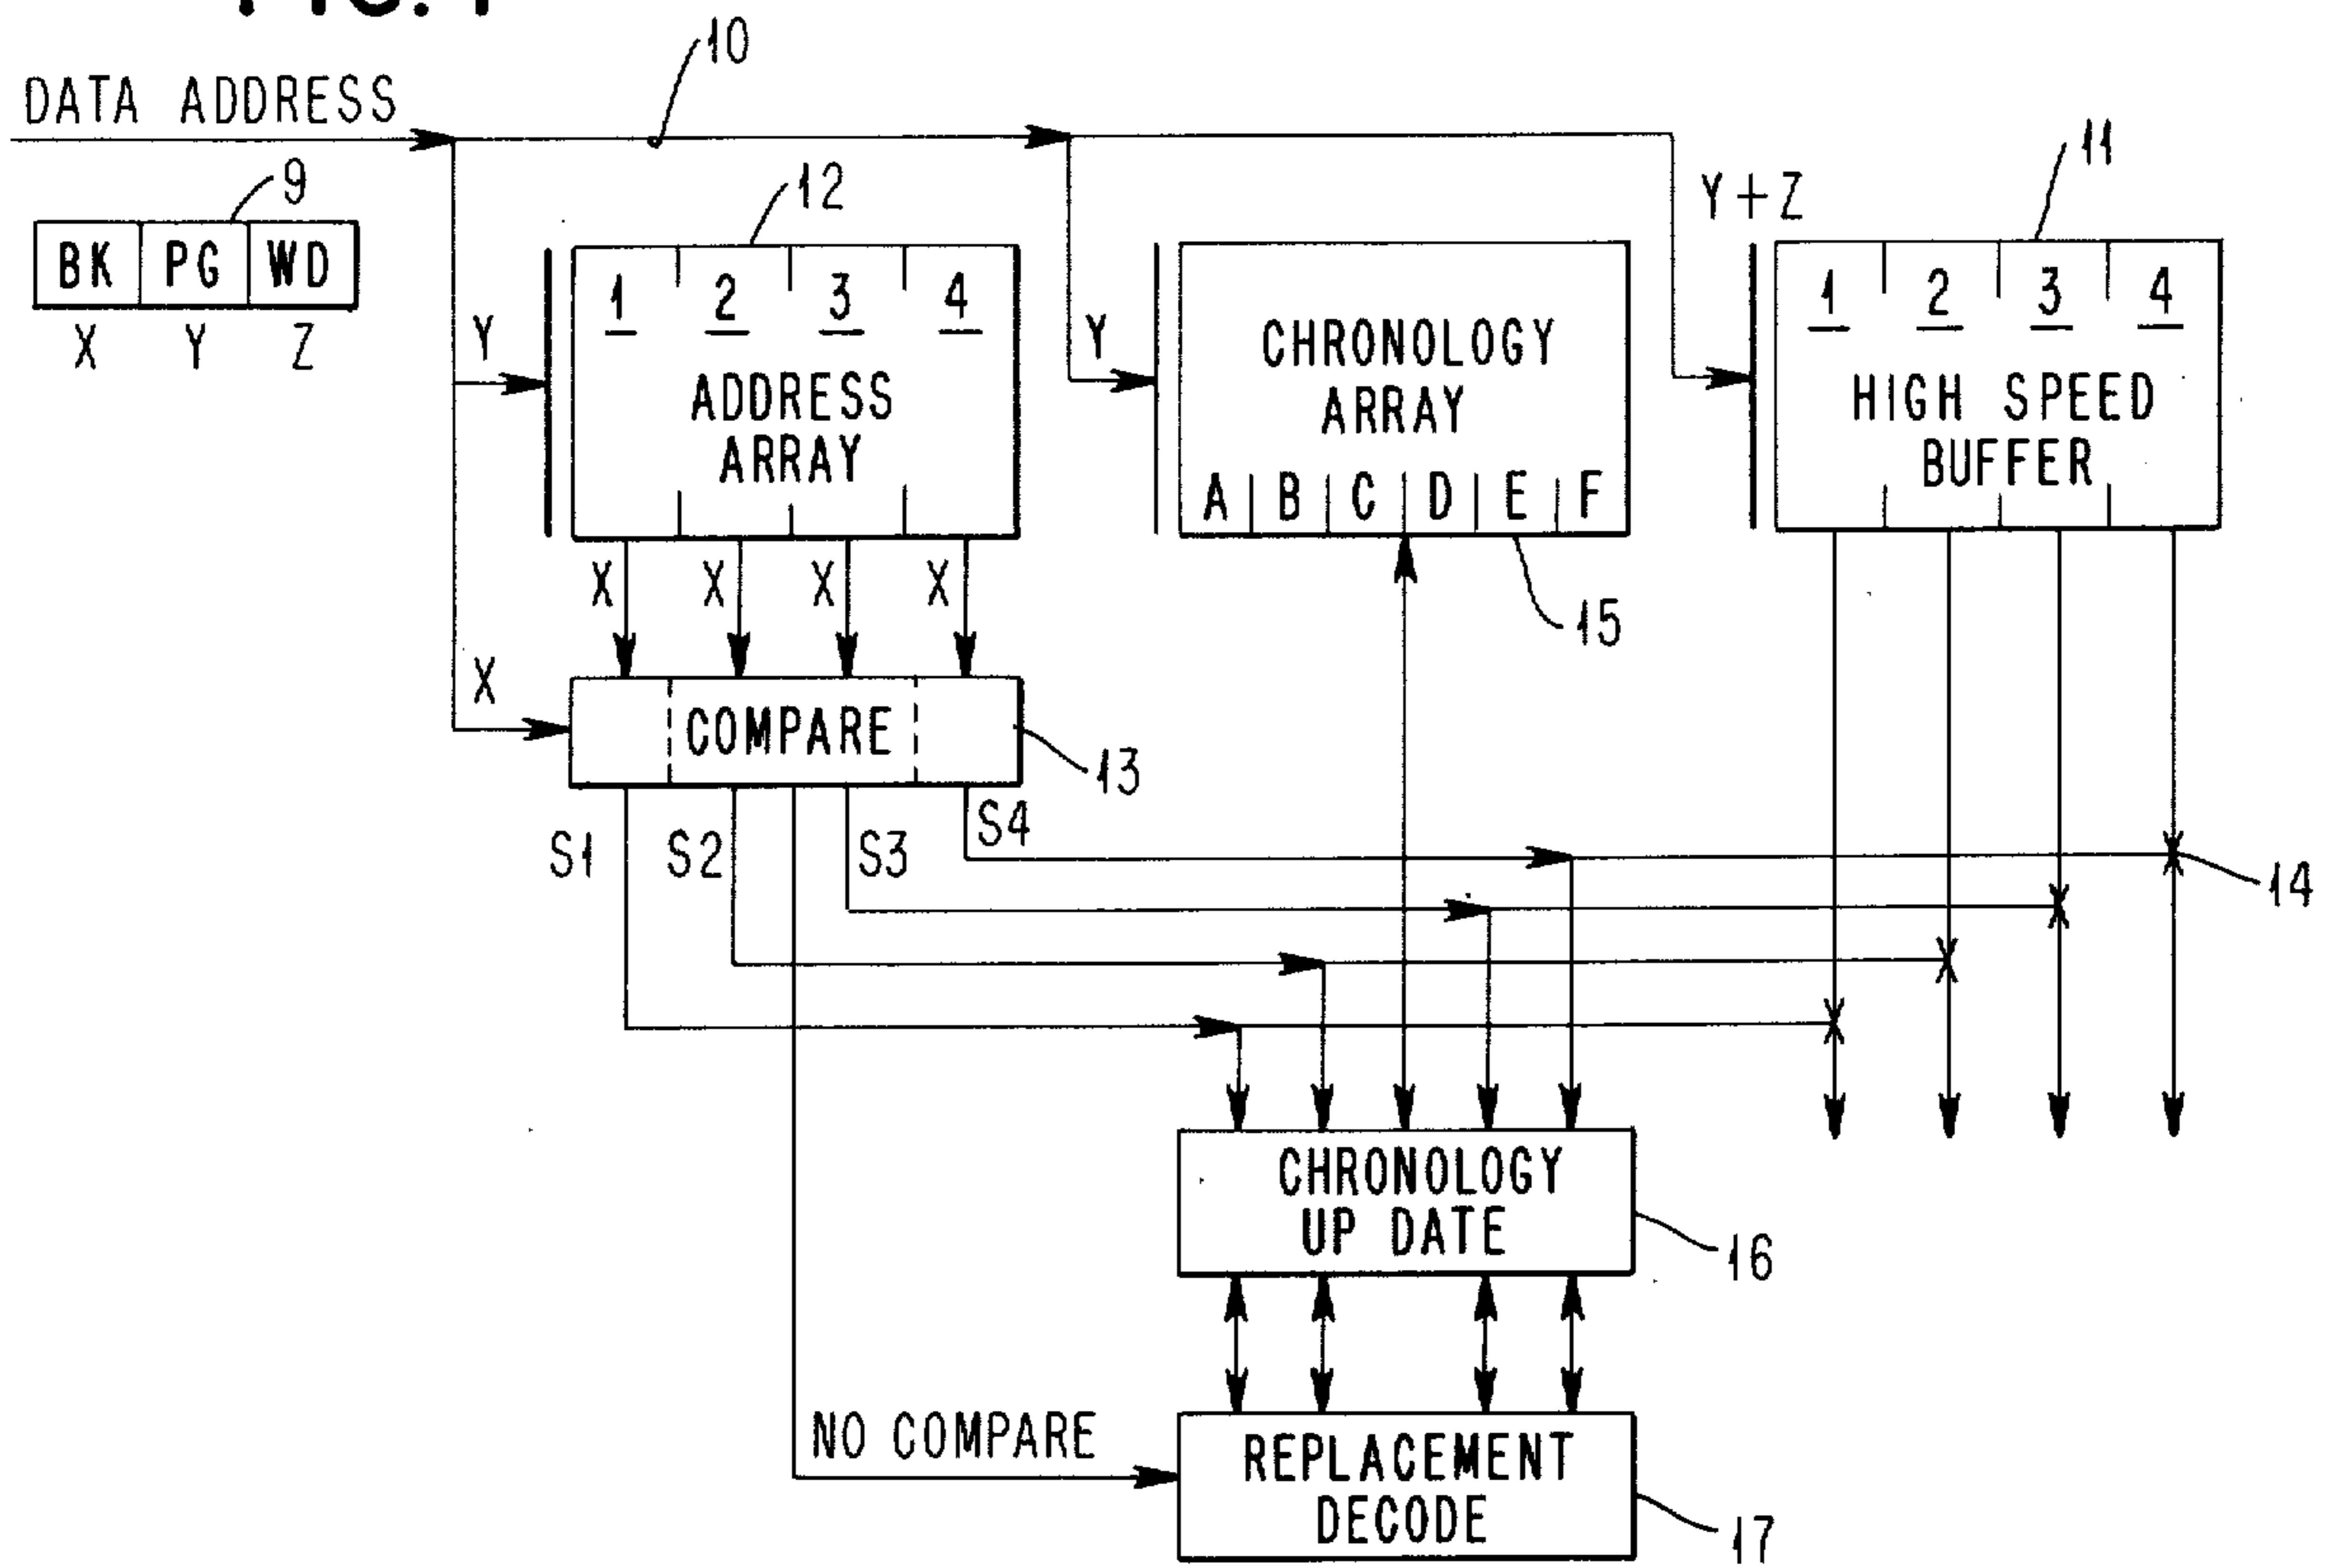 FIG. 1
10
DATA ADDRESS
9
12
11
Y+Z
BK PG WD
X Y Z
1 2 3 4
ADDRESS
ARRAY
Y
Y
CHRONOLOGY
ARRAY
A B C D E F
1 2 3 4
HIGH SPEED
BUFFER
X X X X
15
X
COMPARE
13
S1 S2 S3 S4
14
CHRONOLOGY
UP DATE
16
NO COMPARE
REPLACEMENT
DECODE
17